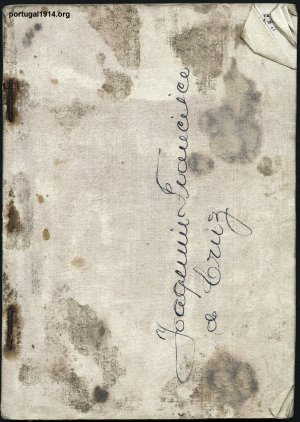 portugal1914.org
Joaquim Francisco
da Cruz